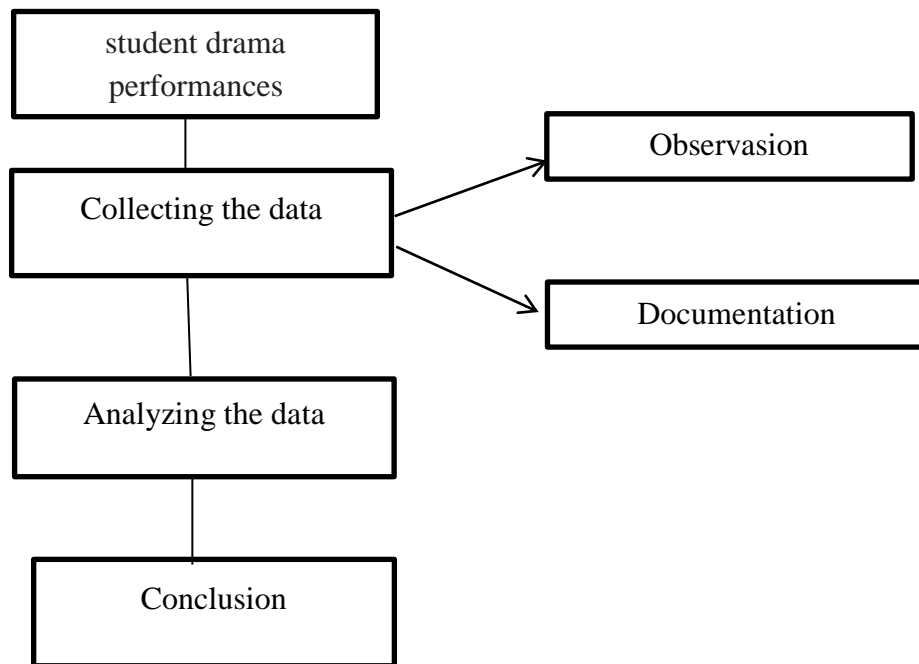 student drama
performances
Observasion
Collecting the data
Documentation
Analyzing the data
Conclusion